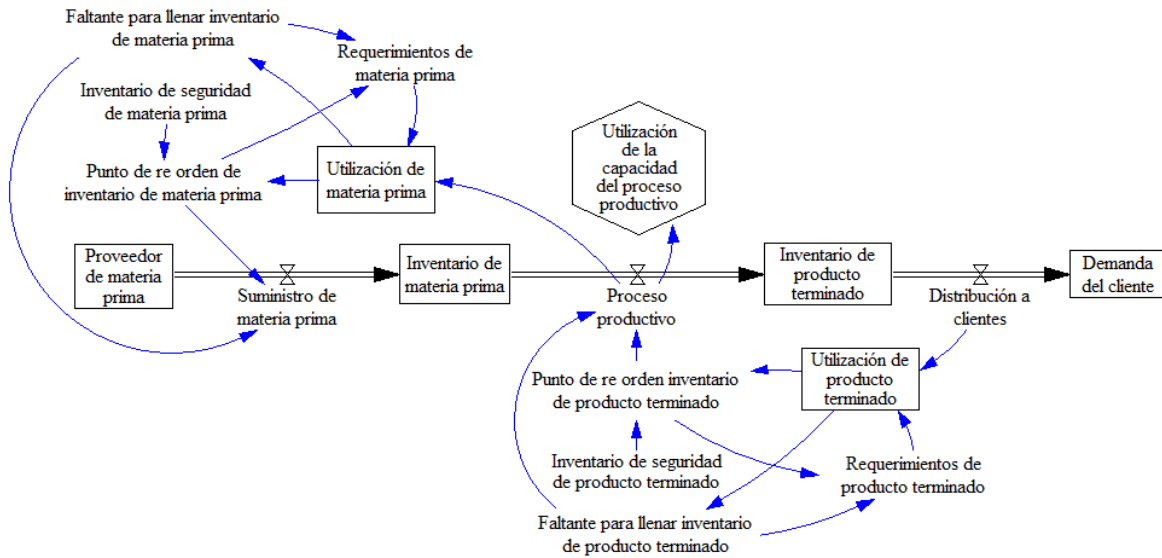 Faltante para llenar inventario
de materia prima
Requerimientos de
materia prima
Inventario de seguridad
de materia prima
Punto de re orden de
inventario de materia prima
Utilización de
materia prima
Utilización
de la
capacidad
del proceso
productivo
Proveedor
de materia
prima
Suministro de
materia prima
Inventario de
materia prima
Proceso
productivo
Inventario de
producto
terminado
Distribución a
clientes
Demanda
del cliente
Utilización de
producto
terminado
Punto de re orden inventario
de producto terminado
Inventario de seguridad
de producto terminado
Requerimientos de
producto terminado
Faltante para llenar inventario
de producto terminado